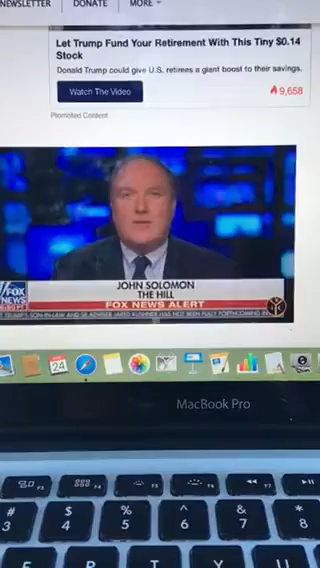 NEWSLETTER DONATE MORE
Let Trump Fund Your Retirement With This Tiny $0.14
Stock
Donald Trump could give U.S. retirees a giant boost to their savings.
Watch The Video
9,658
Promoted Content
JOHN SOLOMON
THE HILL
FOX
NEWS
FOX NEWS ALERT
T TRUMP'S SON-IN-LAW AND SR ADVISER JARED KUSHNER HAS NOT BEEN FULLY FORTHCOMING IN
24
MacBook Pro
F3 F4 F5 F6 F7
# $ % ^ & *
3 4 5 6 7 8
E R T Y U